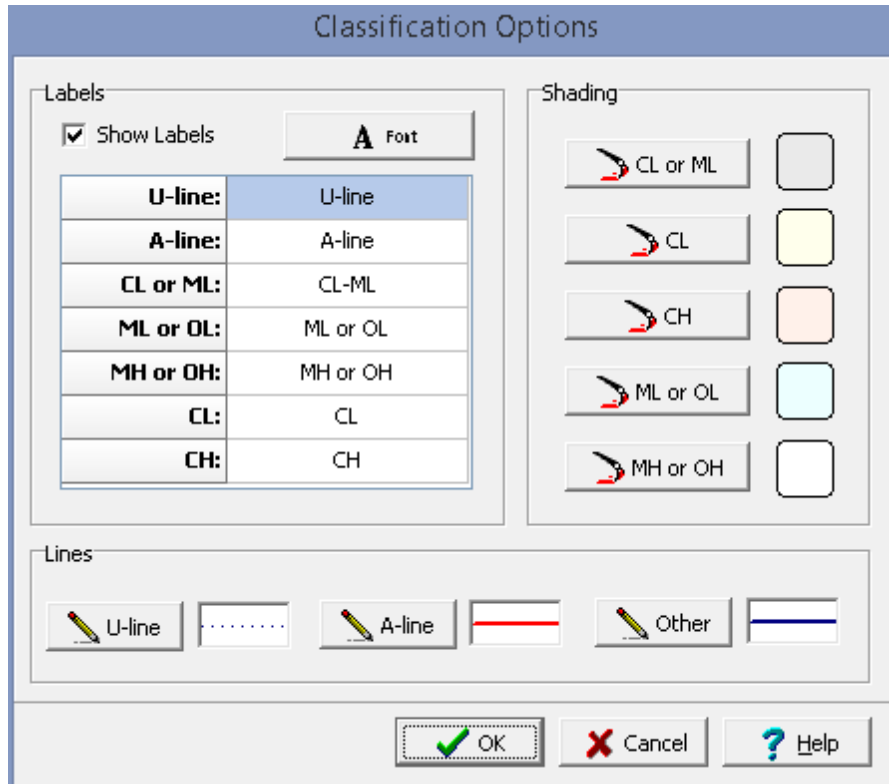 Classification Options
Labels
Show Labels
A Font
U-line: U-line
A-line: A-line
CL or ML: CL-ML
ML or OL: ML or OL
MH or OH: MH or OH
CL: CL
CH: CH
Shading
CL or ML
CL
CH
ML or OL
MH or OH
Lines
U-line
A-line
Other
OK
Cancel
? Help